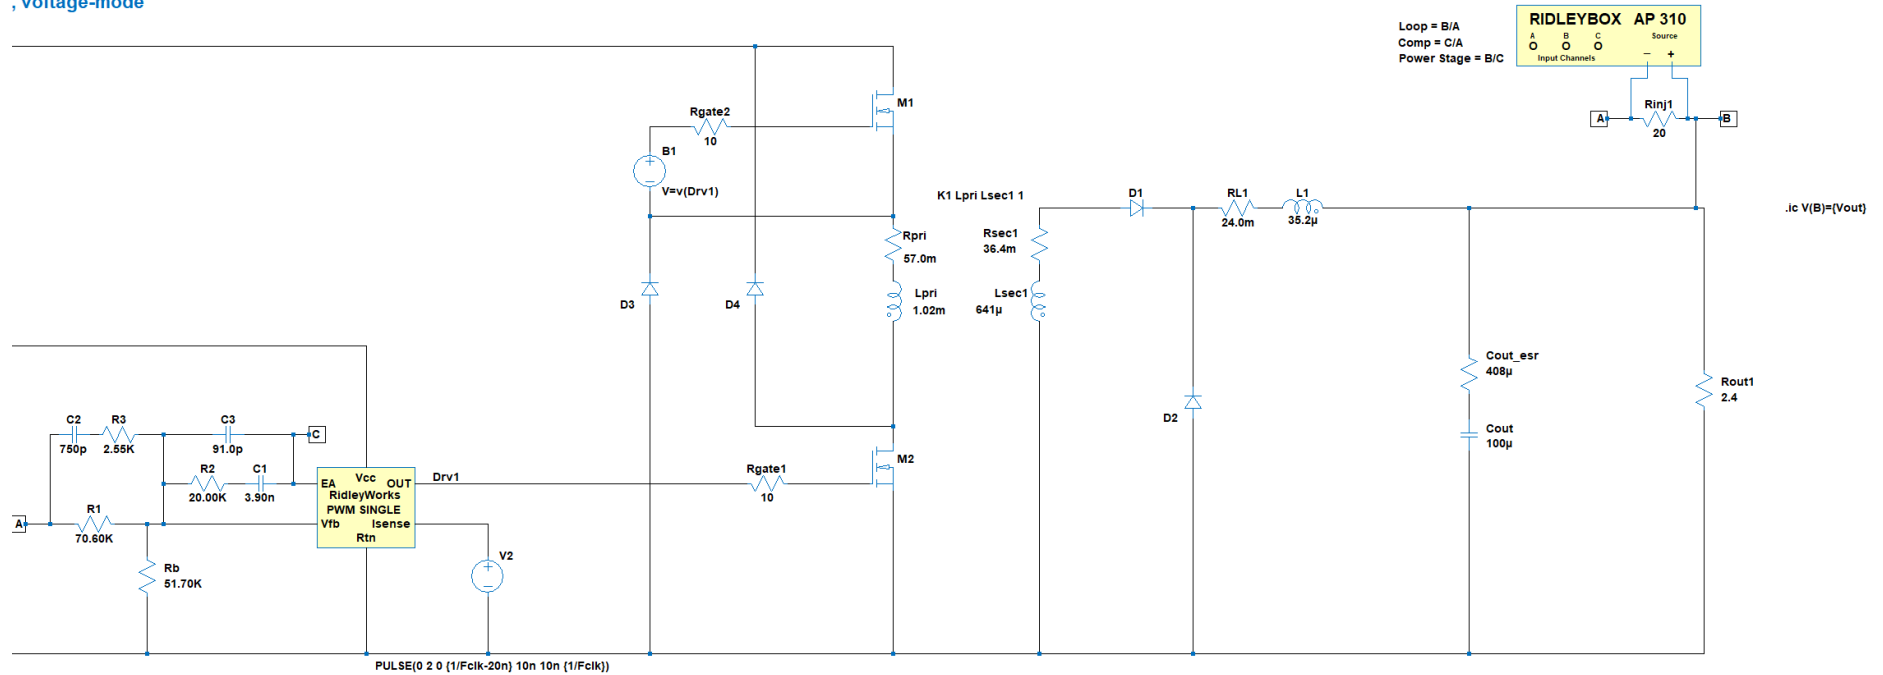 , voltage-mode
Loop = B/A
Comp = C/A
Power Stage = B/C
RIDLEYBOX AP 310
A B C Source
− +
Input Channels
Rinj1
A B
20
M1
Rgate2
10
B1
+
−
V=v(Drv1)
K1 Lpri Lsec1 1
D1
RL1
24.0m
L1
35.2µ
.ic V(B)={Vout}
Rpri
57.0m
Rsec1
36.4m
D3
D4
Lpri
1.02m
Lsec1
641µ
Cout_esr
408µ
Rout1
2.4
D2
Cout
100µ
C2
750p
R3
2.55K
C3
91.0p
C
R2
20.00K
C1
3.90n
M2
Rgate1
10
Drv1
Vcc
EA OUT
RidleyWorks
PWM SINGLE
Vfb Isense
Rtn
A
R1
70.60K
Rb
51.70K
V2
+
−
PULSE(0 2 0 {1/Fclk-20n} 10n 10n {1/Fclk})